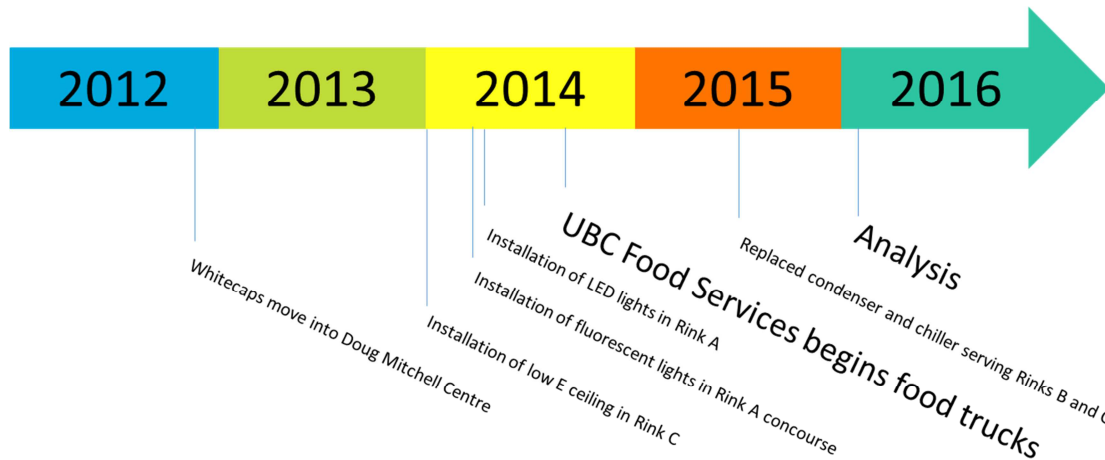 2012
2013
2014
2015
2016
Whitecaps move into Doug Mitchell Centre
Installation of low E ceiling in Rink C
Installation of fluorescent lights in Rink A concourse
Installation of LED lights in Rink A
UBC Food Services begins food trucks
Replaced condenser and chiller serving Rinks B and C
Analysis